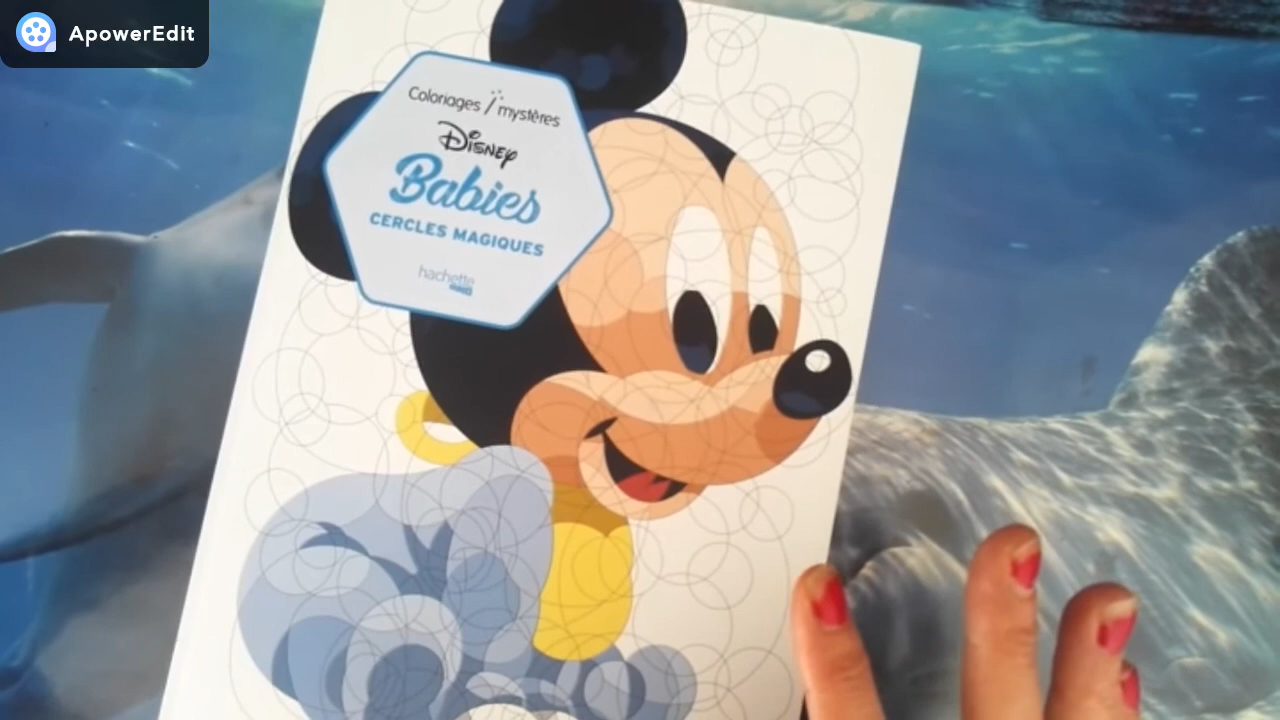 ApowerEdit
Coloriages mystères
Disney
Babies
CERCLES MAGIQUES
hachette